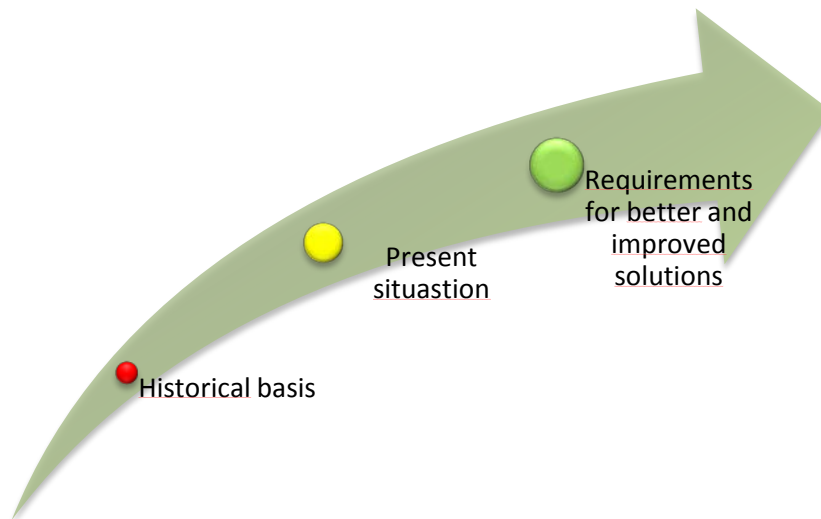 Historical basis
Present
situastion
Requirements
for better and
improved
solutions